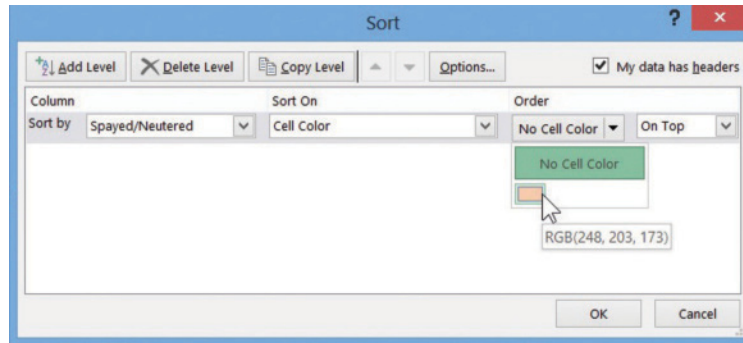 Sort
? ×
Add Level Delete Level Copy Level Options... My data has headers
Column Sort On Order
Sort by Spayed/Neutered Cell Color No Cell Color On Top
No Cell Color
RGB(248, 203, 173)
OK Cancel